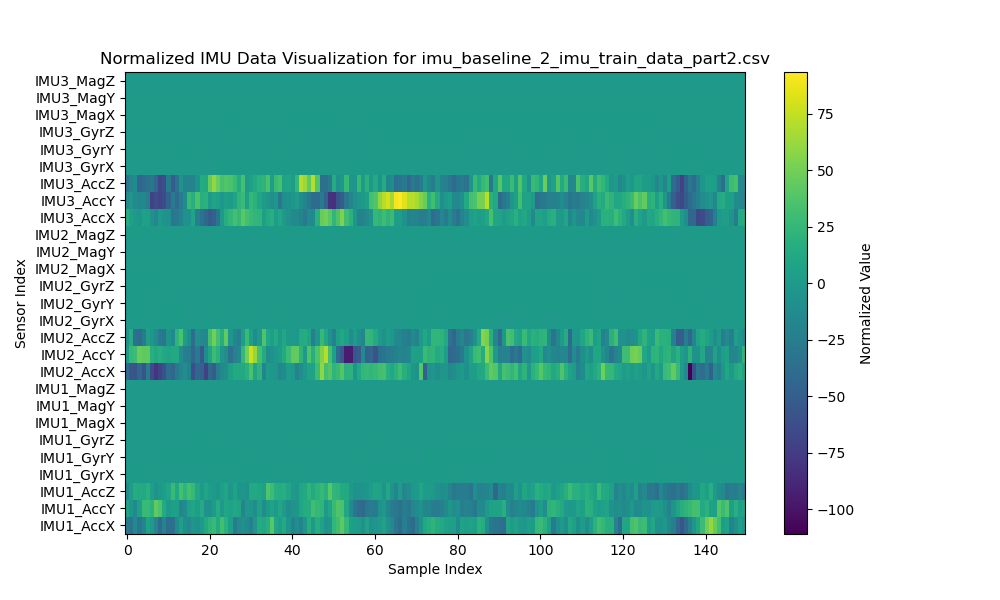 Normalized IMU Data Visualization for imu_baseline_2_imu_train_data_part2.csv
IMU3_MagZ
IMU3_MagY
IMU3_MagX
IMU3_GyrZ
IMU3_GyrY
IMU3_GyrX
IMU3_AccZ
IMU3_AccY
IMU3_AccX
IMU2_MagZ
IMU2_MagY
IMU2_MagX
IMU2_GyrZ
IMU2_GyrY
IMU2_GyrX
IMU2_AccZ
IMU2_AccY
IMU2_AccX
IMU1_MagZ
IMU1_MagY
IMU1_MagX
IMU1_GyrZ
IMU1_GyrY
IMU1_GyrX
IMU1_AccZ
IMU1_AccY
IMU1_AccX
Sensor Index
0 20 40 60 80 100 120 140
Sample Index
75
50
25
0
−25
−50
−75
−100
Normalized Value